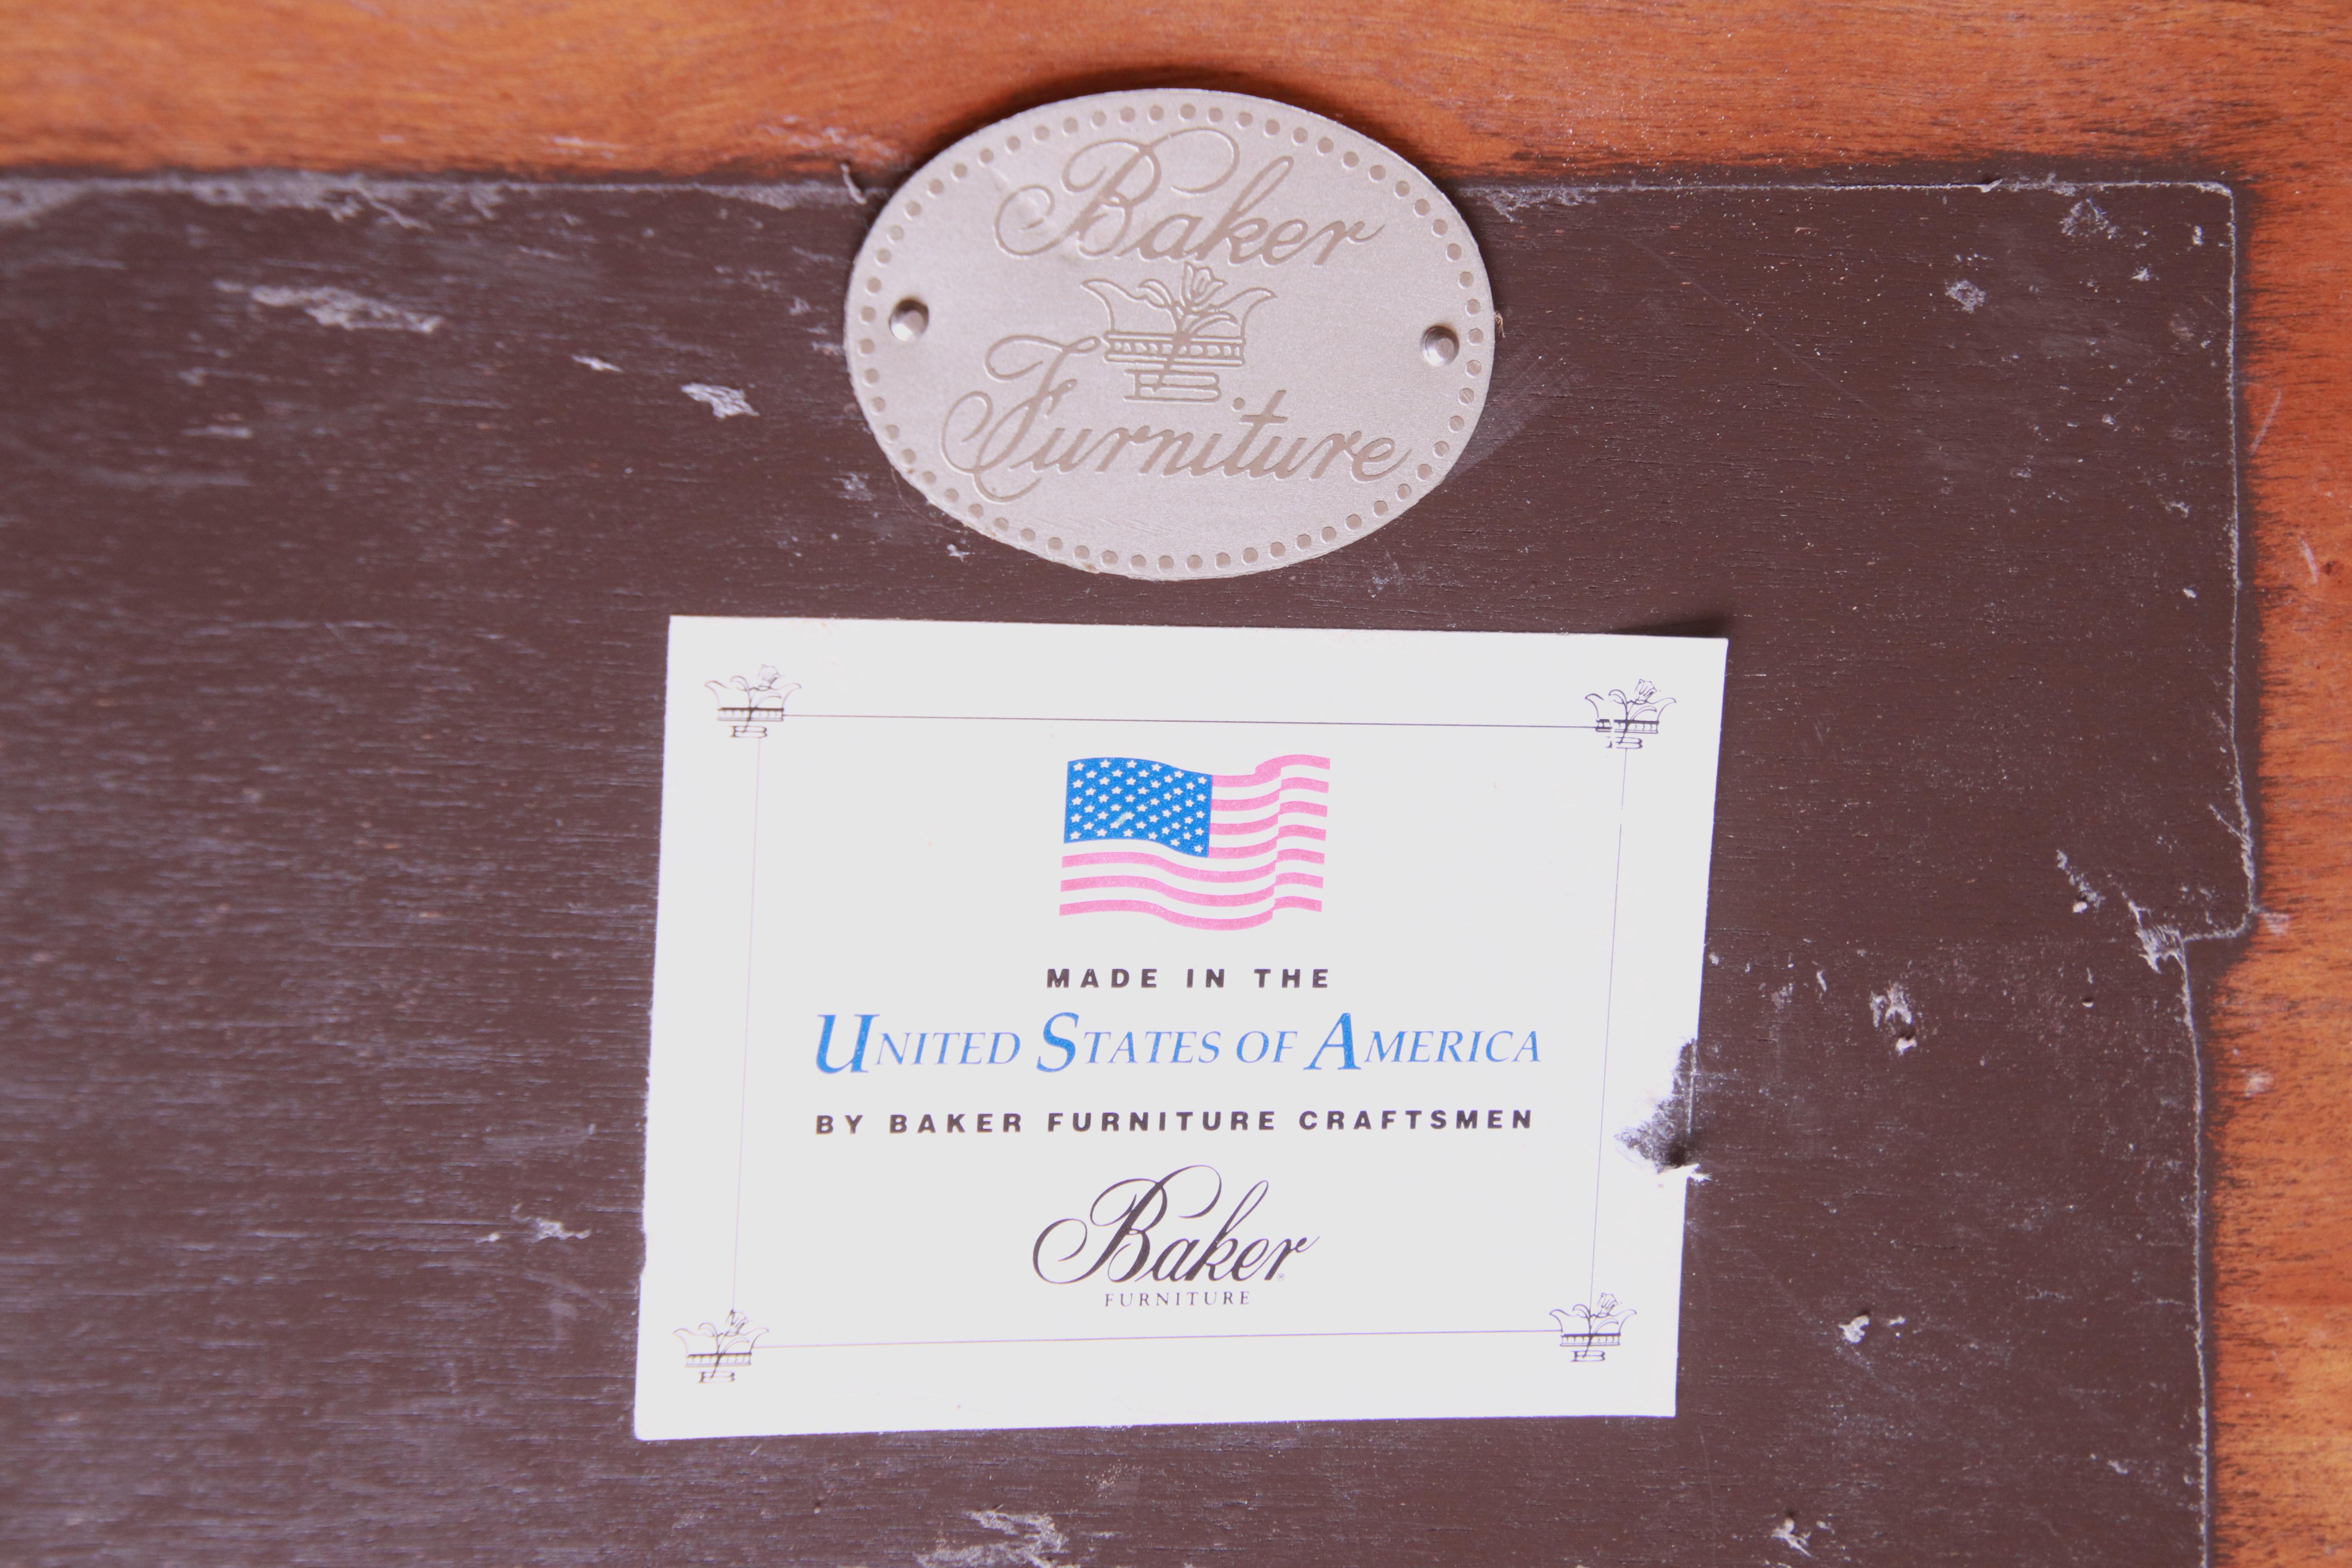 Baker
Furniture
MADE IN THE
UNITED STATES OF AMERICA
BY BAKER FURNITURE CRAFTSMEN
Baker
FURNITURE